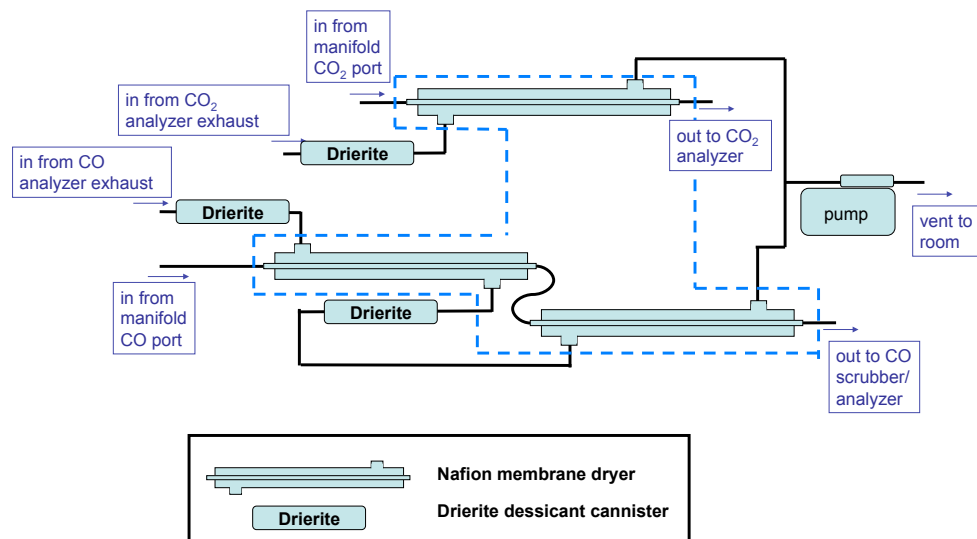 in from
manifold
CO₂ port
in from CO₂
analyzer exhaust
out to CO₂
analyzer
Drierite
in from CO
analyzer exhaust
Drierite
pump
vent to
room
in from
manifold
CO port
Drierite
out to CO
scrubber/
analyzer
Nafion membrane dryer
Drierite
Drierite dessicant cannister